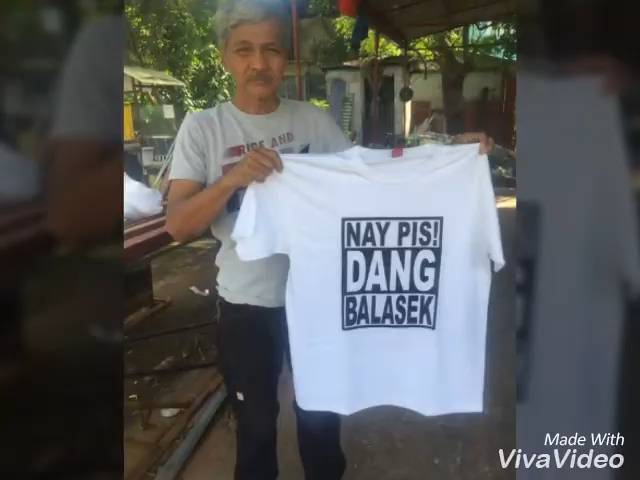 RISE AND
NAY PIS!
DANG
BALASEK
Made With
VivaVideo